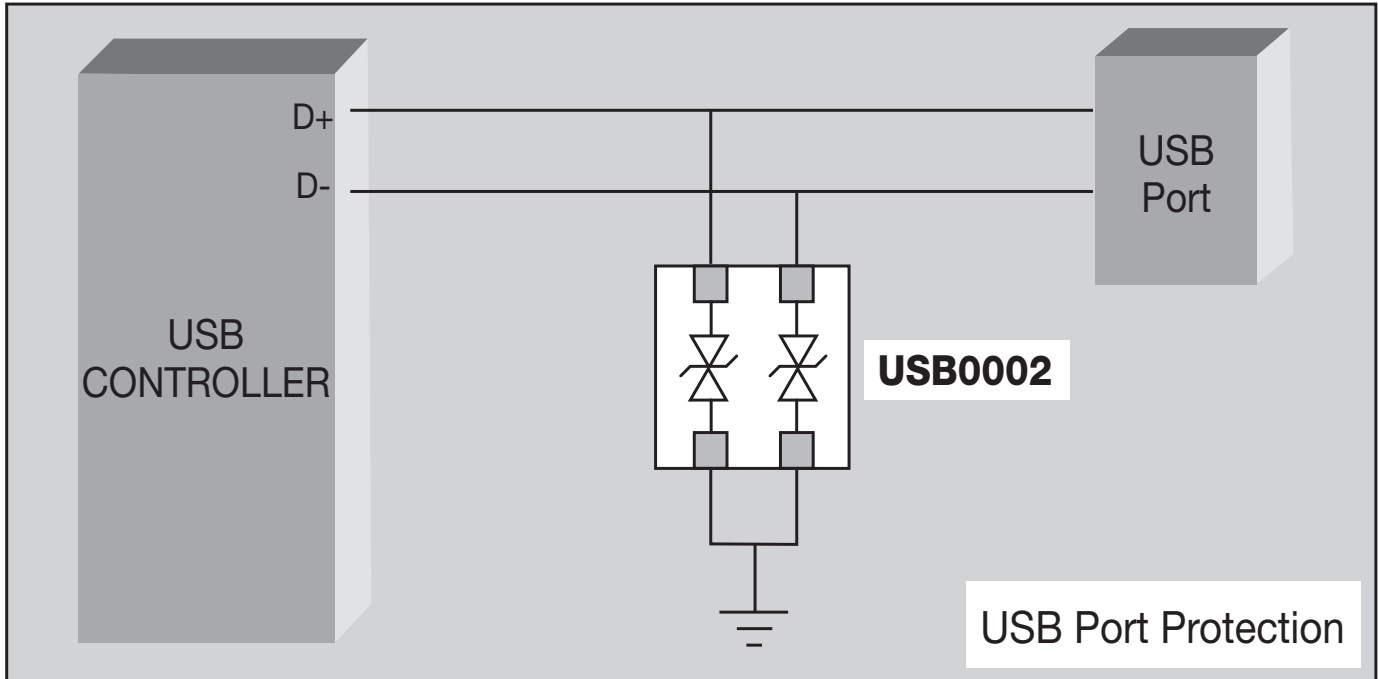 D+
D-
USB
CONTROLLER
USB
Port
USB0002
USB Port Protection